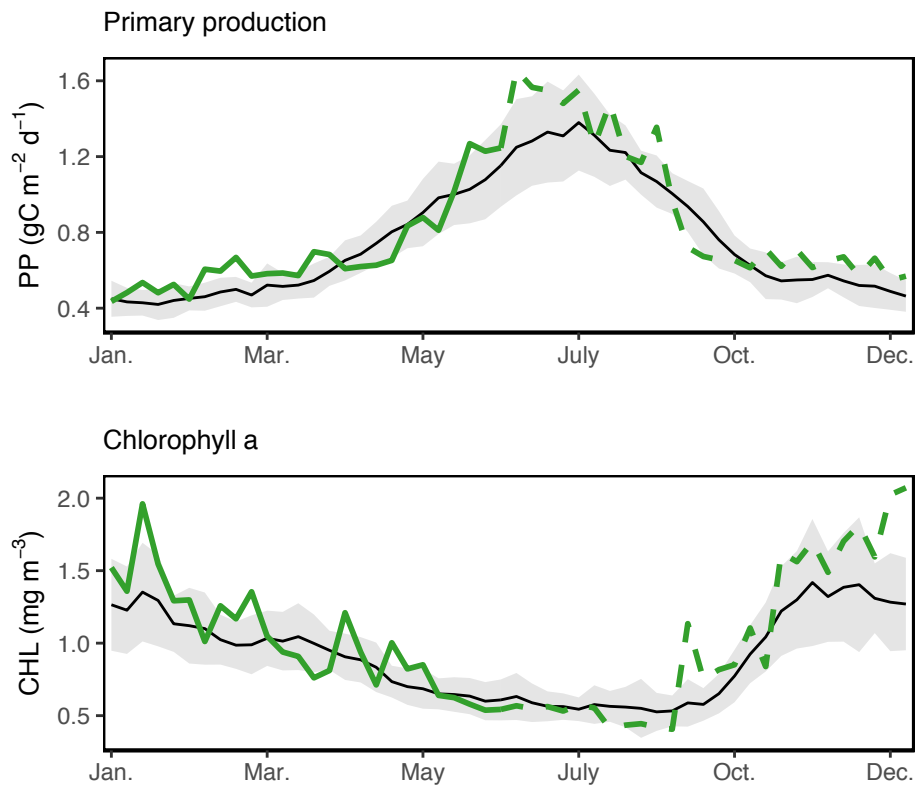 Primary production
PP (gC m⁻² d⁻¹)
1.6
1.2
0.8
0.4
Jan.
Mar.
May
July
Oct.
Dec.
Chlorophyll a
CHL (mg m⁻³)
2.0
1.5
1.0
0.5
Jan.
Mar.
May
July
Oct.
Dec.